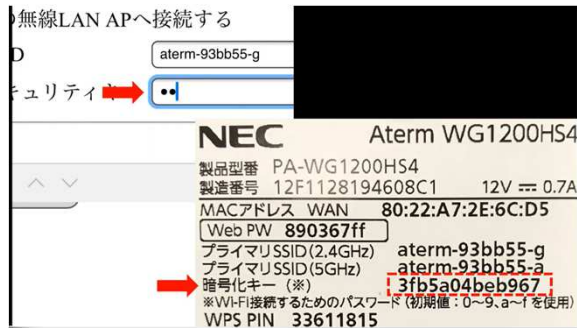 無線LAN APへ接続する
D
aterm-93bb55-g
ュリティキ
••
NEC Aterm WG1200HS4
製品型番 PA-WG1200HS4
製造番号 12F1128194608C1 12V ⎓ 0.7A
MACアドレス WAN 80:22:A7:2E:6C:D5
Web PW 890367ff
プライマリSSID(2.4GHz) aterm-93bb55-g
プライマリSSID(5GHz) aterm-93bb55-a
暗号化キー (※) 3fb5a04beb967
※Wi-Fi接続するためのパスワード(初期値:0~9、a~fを使用)
WPS PIN 33611815